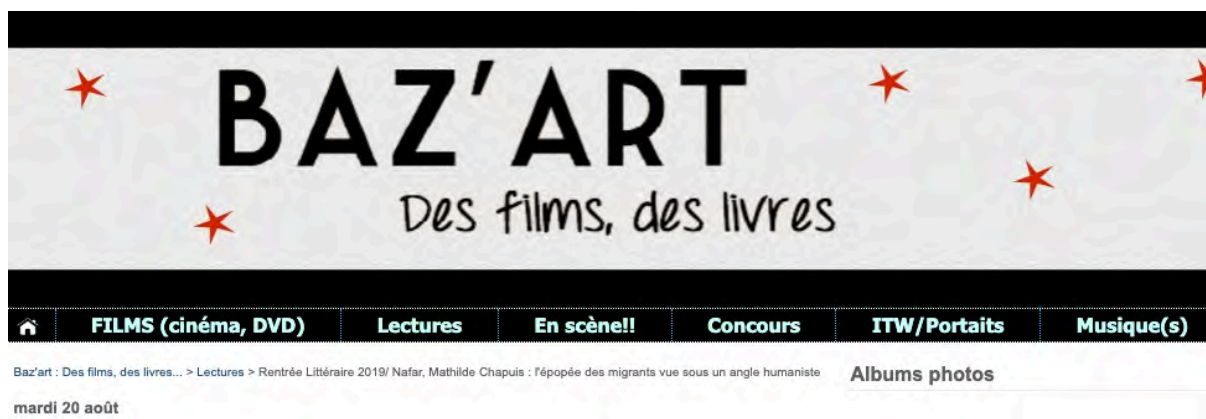 BAZ'ART
Des films, des livres
FILMS (cinéma, DVD) Lectures En scène!! Concours ITW/Portaits Musique(s)
Baz'art : Des films, des livres... > Lectures > Rentrée Littéraire 2019/ Nafar, Mathilde Chapuis : l'épopée des migrants vue sous un angle humaniste
Albums photos
mardi 20 août